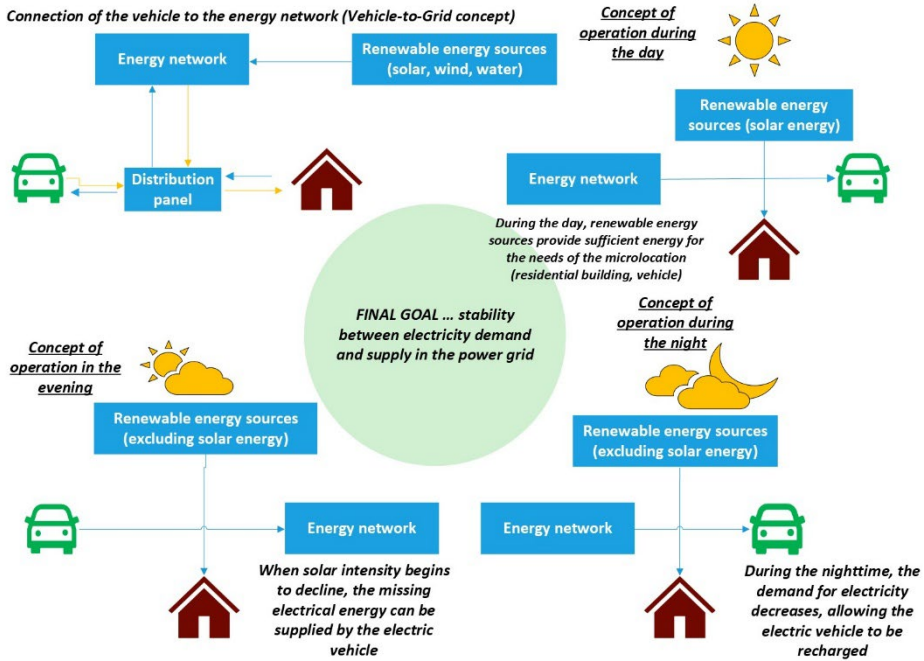 Connection of the vehicle to the energy network (Vehicle-to-Grid concept)
Energy network
Renewable energy sources
(solar, wind, water)
Distribution
panel
Concept of
operation during
the day
Renewable energy
sources (solar energy)
Energy network
During the day, renewable energy
sources provide sufficient energy for
the needs of the microlocation
(residential building, vehicle)
FINAL GOAL ... stability
between electricity demand
and supply in the power grid
Concept of
operation in the
evening
Renewable energy sources
(excluding solar energy)
Energy network
When solar intensity begins
to decline, the missing
electrical energy can be
supplied by the electric
vehicle
Concept of
operation during
the night
Renewable energy sources
(excluding solar energy)
Energy network
During the nighttime, the
demand for electricity
decreases, allowing the
electric vehicle to be
recharged